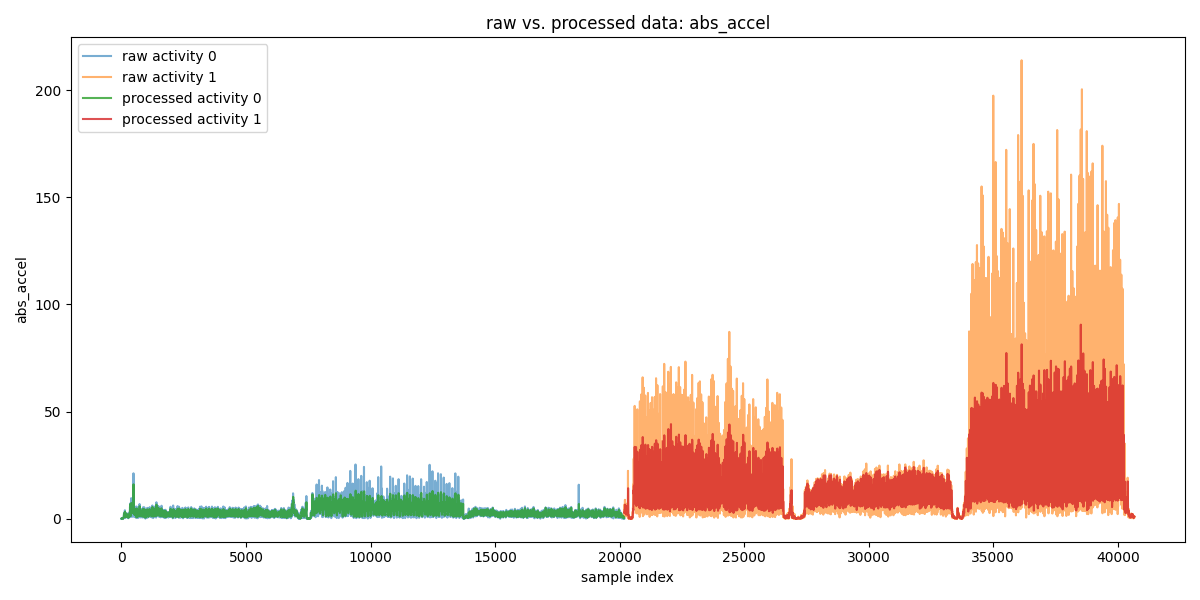 raw vs. processed data: abs_accel
raw activity 0
raw activity 1
processed activity 0
processed activity 1
abs_accel
200
150
100
50
0
0 5000 10000 15000 20000 25000 30000 35000 40000
sample index